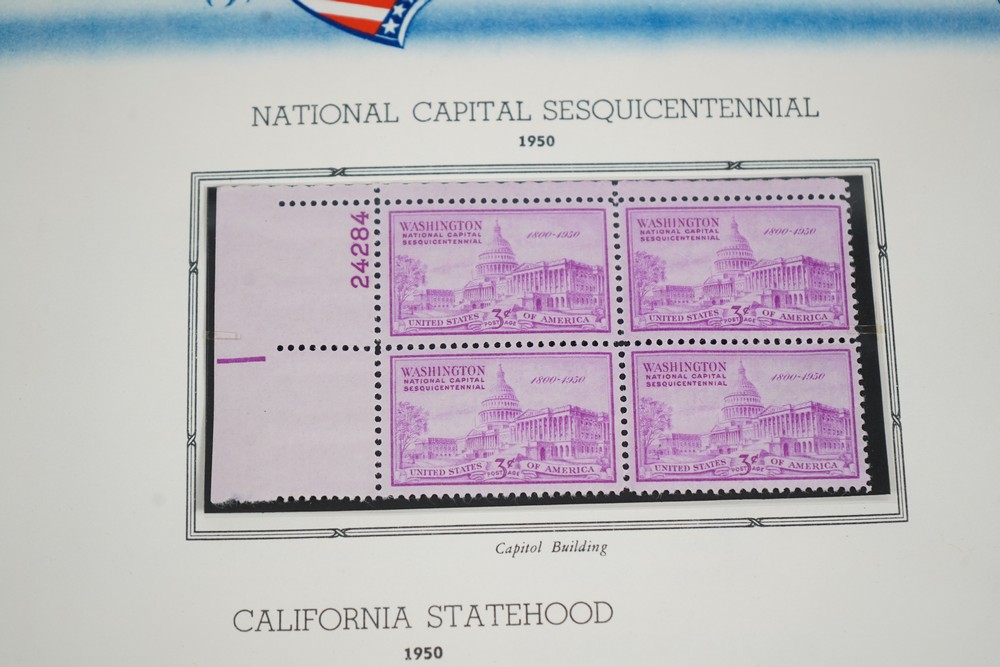 NATIONAL CAPITAL SESQUICENTENNIAL
1950
24284
WASHINGTON
NATIONAL CAPITAL
SESQUICENTENNIAL
1800-1950
UNITED STATES 3¢ OF AMERICA
POSTAGE
WASHINGTON
NATIONAL CAPITAL
SESQUICENTENNIAL
1800-1950
UNITED STATES 3¢ OF AMERICA
POSTAGE
WASHINGTON
NATIONAL CAPITAL
SESQUICENTENNIAL
1800-1950
UNITED STATES 3¢ OF AMERICA
POSTAGE
WASHINGTON
NATIONAL CAPITAL
SESQUICENTENNIAL
1800-1950
UNITED STATES 3¢ OF AMERICA
POSTAGE
Capitol Building
CALIFORNIA STATEHOOD
1950